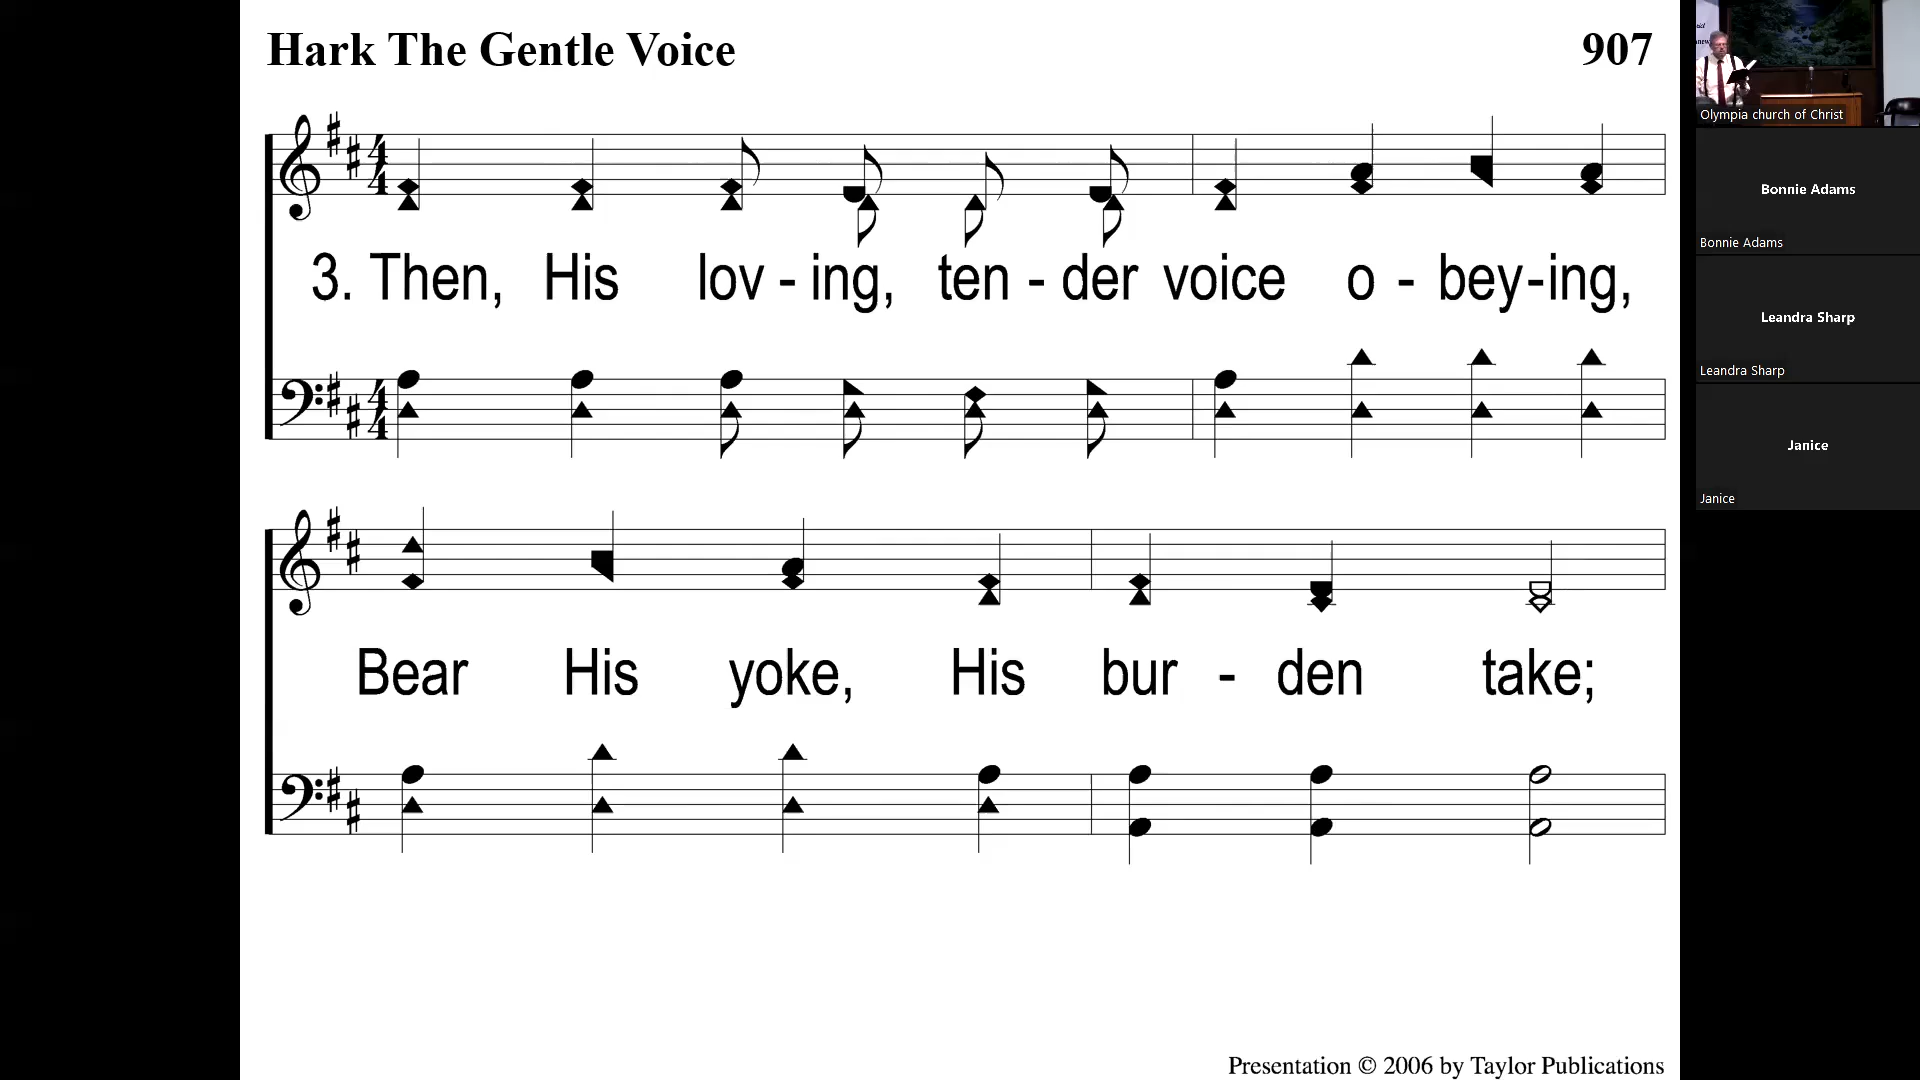 Hark The Gentle Voice
907
3. Then, His lov - ing, ten - der voice o - bey-ing,
Bear His yoke, His bur - den take;
Presentation © 2006 by Taylor Publications
Olympia church of Christ
Bonnie Adams
Bonnie Adams
Leandra Sharp
Leandra Sharp
Janice
Janice